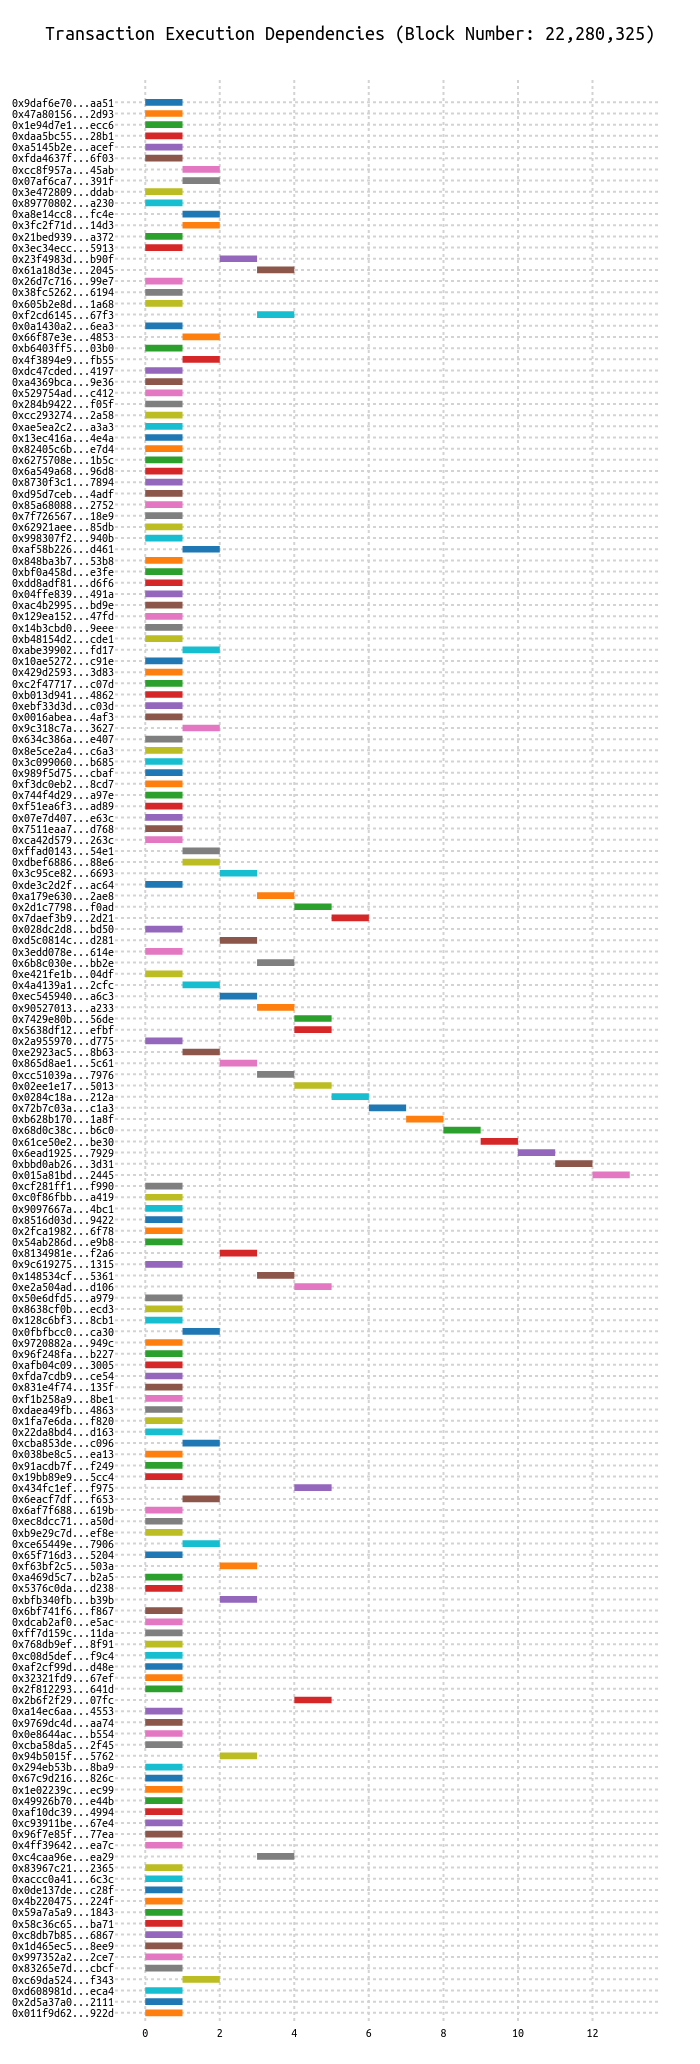 Transaction Execution Dependencies (Block Number: 22,280,325)
0x9daf6e70...aa51
0x47a80156...2d93
0x1e94d7e1...ecc6
0xdaa5bc55...28b1
0xa5145b2e...acef
0xfda4637f...6f03
0xcc8f957a...45ab
0x07af6ca7...391f
0x3e472809...ddab
0x89770802...a230
0xa8e14cc8...fc4e
0x3fc2f71d...14d3
0x21bed939...a372
0x3ec34ecc...5913
0x23f4983d...b90f
0x61a18d3e...2045
0x26d7c716...99e7
0x38fc5262...6194
0x605b2e8d...1a68
0xf2cd6145...67f3
0x0a1430a2...6ea3
0x66f87e3e...4853
0xb6403ff5...03b0
0x4f3894e9...fb55
0xdc47cded...4197
0xa4369bca...9e36
0x529754ad...c412
0x284b9422...f05f
0xcc293274...2a58
0xae5ea2c2...a3a3
0x13ec416a...4e4a
0x82405c6b...e7d4
0x6275708e...1b5c
0x6a549a68...96d8
0x8730f3c1...7894
0xd95d7ceb...4adf
0x85a68088...2752
0x7f726567...18e9
0x62921aee...85db
0x998307f2...940b
0xaf58b226...d461
0x848ba3b7...53b8
0xbf0a458d...e3fe
0xdd8adf81...d6f6
0x04ffe839...491a
0xac4b2995...bd9e
0x129ea152...47fd
0x14b3cbd0...9eee
0xb48154d2...cde1
0xabe39902...fd17
0x10ae5272...c91e
0x429d2593...3d83
0xc2f47717...c07d
0xb013d941...4862
0xebf33d3d...c03d
0x0016abea...4af3
0x9c318c7a...3627
0x634c386a...e407
0x8e5ce2a4...c6a3
0x3c099060...b685
0x989f5d75...cbaf
0xf3dc0eb2...8cd7
0x744f4d29...a97e
0xf51ea6f3...ad89
0x07e7d407...e63c
0x7511eaa7...d768
0xca42d579...263c
0xffad0143...54e1
0xdbef6886...88e6
0x3c95ce82...6693
0xde3c2d2f...ac64
0xa179e630...2ae8
0x2d1c7798...f0ad
0x7daef3b9...2d21
0x028dc2d8...bd50
0xd5c0814c...d281
0x3edd078e...614e
0x6b8c030e...bb2e
0xe421fe1b...04df
0x4a4139a1...2cfc
0xec545940...a6c3
0x90527013...a233
0x7429e80b...56de
0x5638df12...efbf
0x2a955970...d775
0xe2923ac5...8b63
0x865d8ae1...5c61
0xcc51039a...7976
0x02ee1e17...5013
0x0284c18a...212a
0x72b7c03a...c1a3
0xb628b170...1a8f
0x68d0c38c...b6c0
0x61ce50e2...be30
0x6ead1925...7929
0xbbd0ab26...3d31
0x015a81bd...2445
0xcf281ff1...f990
0xc0f86fbb...a419
0x9097667a...4bc1
0x8516d03d...9422
0x2fca1982...6f78
0x54ab286d...e9b8
0x8134981e...f2a6
0x9c619275...1315
0x148534cf...5361
0xe2a504ad...d106
0x50e6dfd5...a979
0x8638cf0b...ecd3
0x128c6bf3...8cb1
0x0fbfbcc0...ca30
0x9720882a...949c
0x96f248fa...b227
0xafb04c09...3005
0xfda7cdb9...ce54
0x831e4f74...135f
0xf1b258a9...8be1
0xdaea49fb...4863
0x1fa7e6da...f820
0x22da8bd4...d163
0xcba853de...c096
0x038be8c5...ea13
0x91acdb7f...f249
0x19bb89e9...5cc4
0x434fc1ef...f975
0x6eacf7df...f653
0x6af7f688...619b
0xec8dcc71...a50d
0xb9e29c7d...ef8e
0xce65449e...7906
0x65f716d3...5204
0xf63bf2c5...503a
0xa469d5c7...b2a5
0x5376c0da...d238
0xbfb340fb...b39b
0x6bf741f6...f867
0xdcab2af0...e5ac
0xff7d159c...11da
0x768db9ef...8f91
0xc08d5def...f9c4
0xaf2cf99d...d48e
0x32321fd9...67ef
0x2f812293...641d
0x2b6f2f29...07fc
0xa14ec6aa...4553
0x9769dc4d...aa74
0x0e8644ac...b554
0xcba58da5...2f45
0x94b5015f...5762
0x294eb53b...8ba9
0x67c9d216...826c
0x1e02239c...ec99
0x49926b70...e44b
0xaf10dc39...4994
0xc93911be...67e4
0x96f7e85f...77ea
0x4ff39642...ea7c
0xc4caa96e...ea29
0x83967c21...2365
0xaccc0a41...6c3c
0x0de137de...c28f
0x4b220475...224f
0x59a7a5a9...1843
0x58c36c65...ba71
0xc8db7b85...6867
0x1d465ec5...8ee9
0x997352a2...2ce7
0x83265e7d...cbcf
0xc69da524...f343
0xd608981d...eca4
0x2d5a37a0...2111
0x011f9d62...922d
0 2 4 6 8 10 12